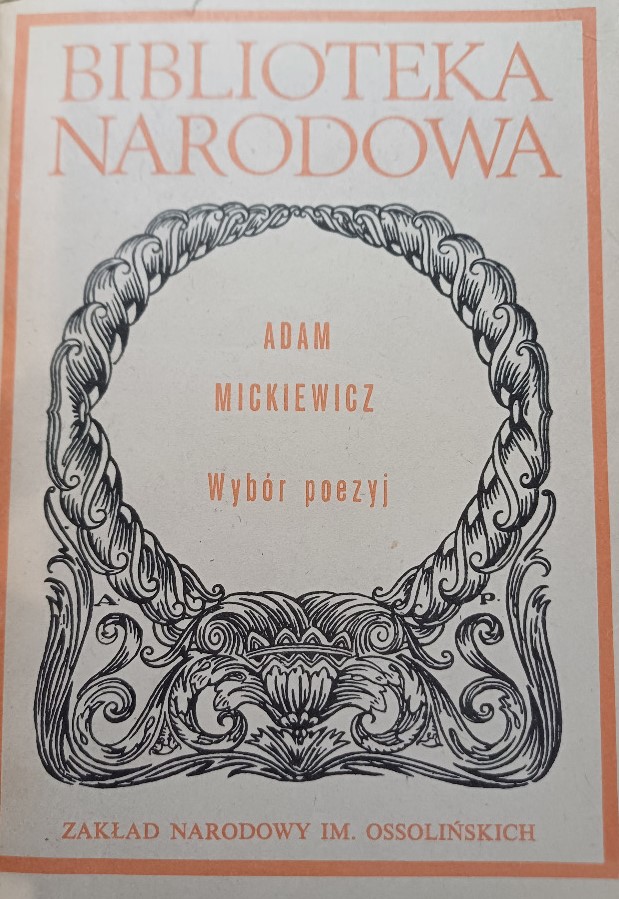 BIBLIOTEKA
NARODOWA
ADAM
MICKIEWICZ
Wybór poezyj
A. P.
ZAKŁAD NARODOWY IM. OSSOLIŃSKICH